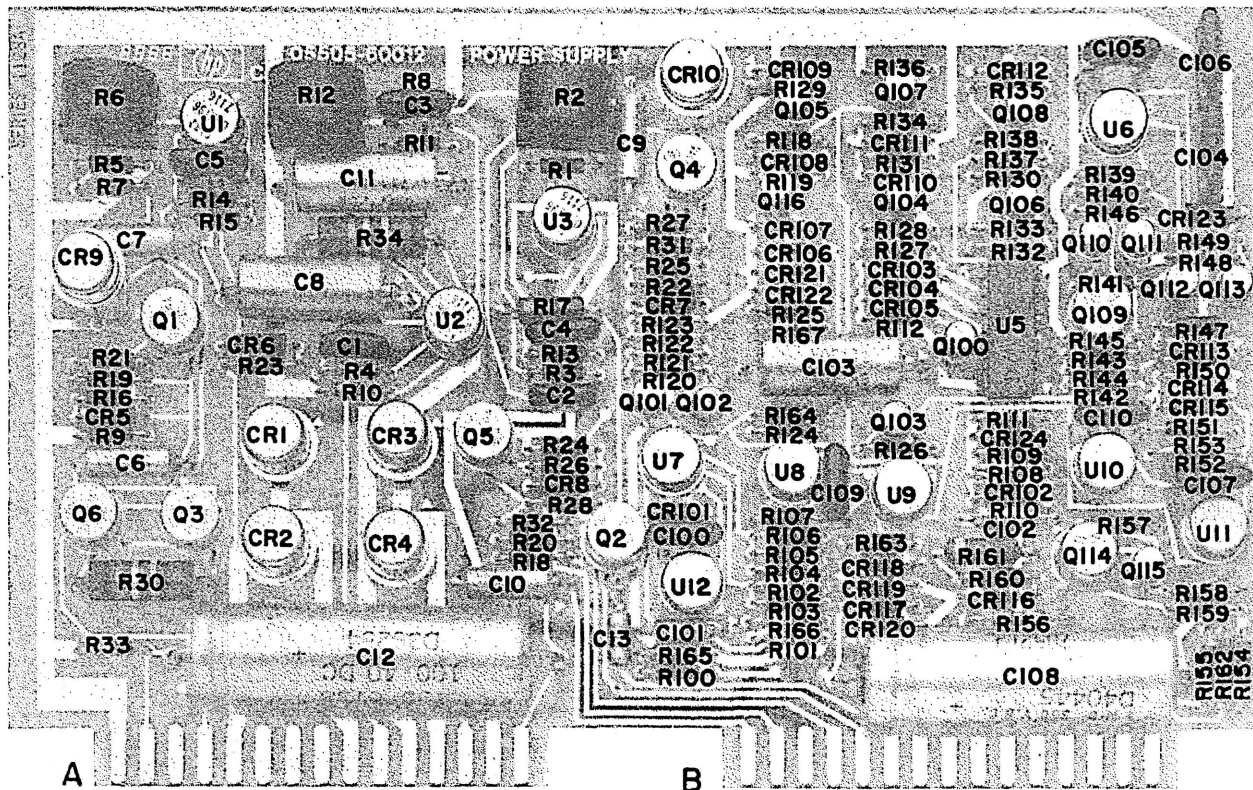 05505-60012
POWER SUPPLY
R6
U1
R12
R8
C3
R11
R2
C9
CR10
CR109
R129
Q105
R136
Q107
CR112
R135
Q108
C105
C106
R5
R7
C5
R14
R15
C11
R1
Q4
R118
CR108
R119
Q116
R134
CR111
R131
CR110
Q104
R138
R137
R130
Q106
U6
R139
R140
R146
C104
CR9
C7
C8
R34
U3
R27
R31
R25
R22
CR7
R123
R122
R121
R120
CR107
CR106
CR121
CR122
R125
R167
R128
R127
CR103
CR104
CR105
R112
R133
R132
Q110
Q111
CR123
R149
R148
Q112
Q113
Q1
U2
R17
C4
R13
R3
C2
C103
Q100
U5
R141
Q109
R145
R143
R144
R142
C110
R147
CR113
R150
CR114
CR115
R151
R153
R152
C107
CR6
R23
C1
R4
R10
R21
R19
R16
CR5
R9
C6
CR1
CR3
Q5
R24
R26
CR8
R28
Q101
Q102
R164
R124
Q103
R126
R111
CR124
R109
R108
CR102
R110
C102
U7
U8
C109
U9
U10
U11
Q6
Q3
CR2
CR4
R32
R20
R18
C10
Q2
CR101
C100
U12
R107
R106
R105
R104
R102
R103
R166
R101
R163
CR118
CR119
CR117
CR120
R161
R160
CR116
R156
R157
Q114
Q115
R158
R159
R30
R33
C12
C13
C101
R165
R100
C108
R155
R162
R154
A
B